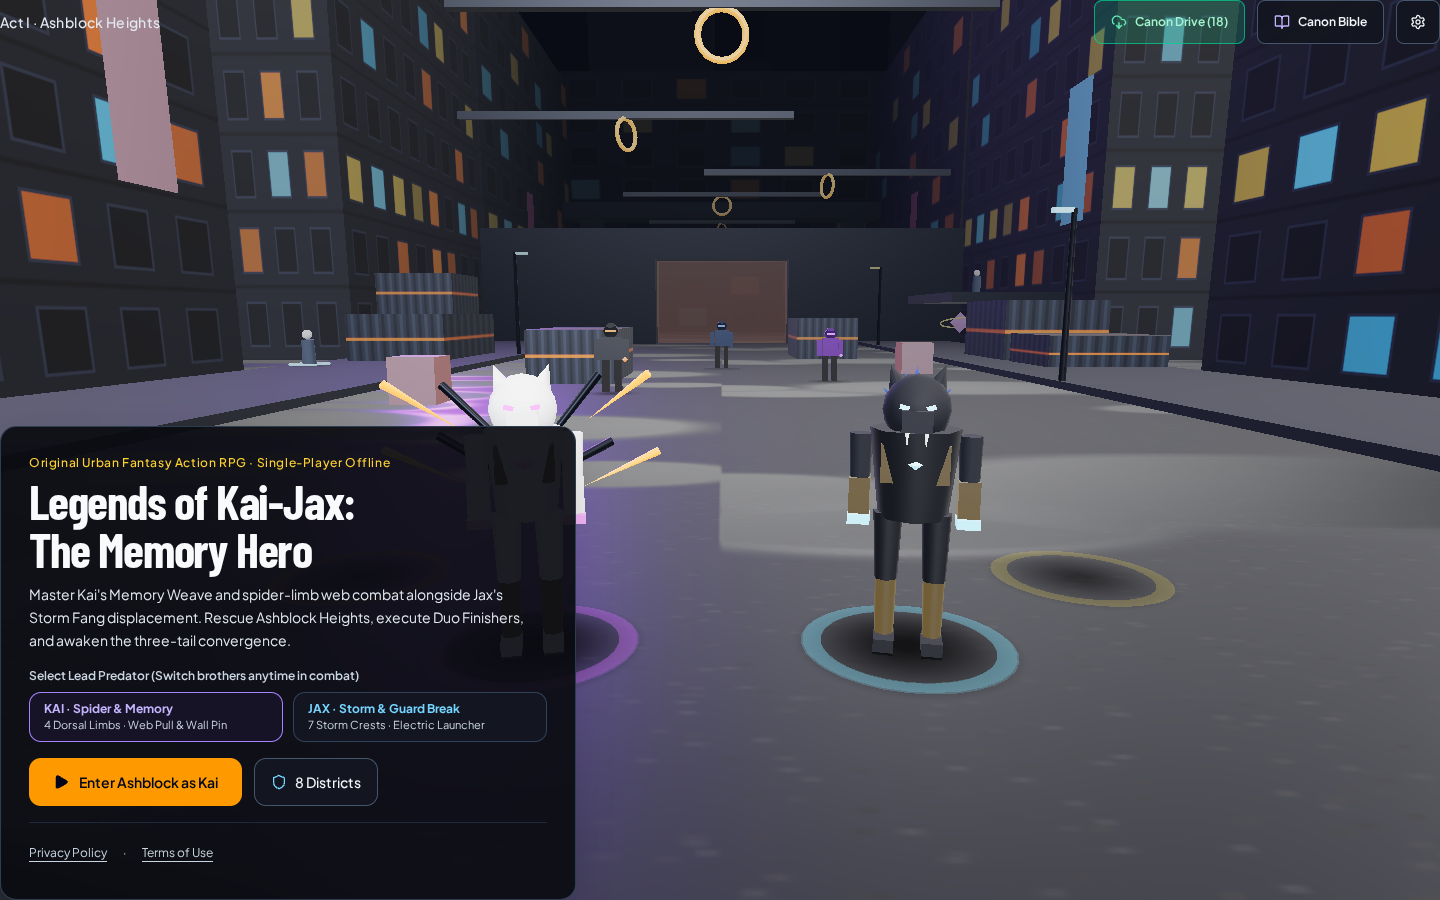 Act I · Ashblock Heights
Canon Drive (18)
Canon Bible
Original Urban Fantasy Action RPG · Single-Player Offline
Legends of Kai-Jax:
The Memory Hero
Master Kai's Memory Weave and spider-limb web combat alongside Jax's
Storm Fang displacement. Rescue Ashblock Heights, execute Duo Finishers,
and awaken the three-tail convergence.
Select Lead Predator (Switch brothers anytime in combat)
KAI · Spider & Memory
4 Dorsal Limbs · Web Pull & Wall Pin
JAX · Storm & Guard Break
7 Storm Crests · Electric Launcher
Enter Ashblock as Kai
8 Districts
Privacy Policy · Terms of Use